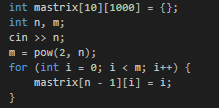 int mastrix[10][1000] = {};
int n, m;
cin >> n;
m = pow(2, n);
for (int i = 0; i < m; i++) {
    mastrix[n - 1][i] = i;
}